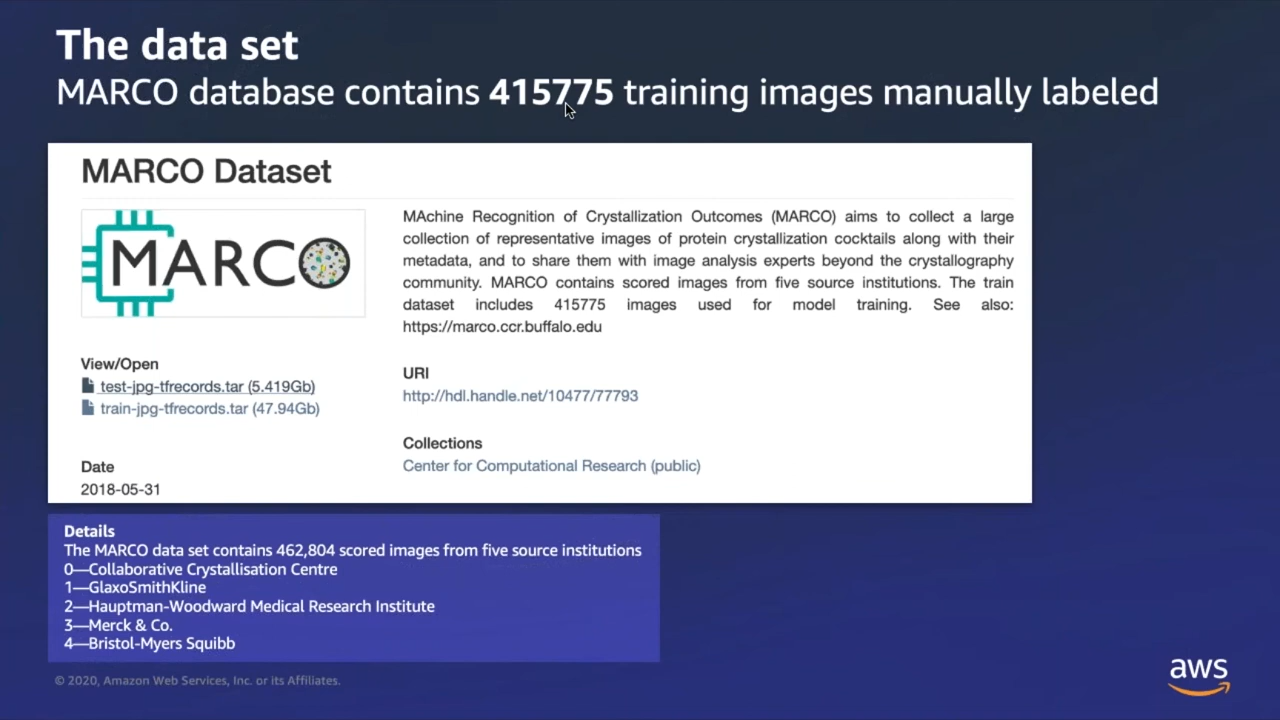 The data set
MARCO database contains 415775 training images manually labeled
MARCO Dataset
MARCO
MAchine Recognition of Crystallization Outcomes (MARCO) aims to collect a large
collection of representative images of protein crystallization cocktails along with their
metadata, and to share them with image analysis experts beyond the crystallography
community. MARCO contains scored images from five source institutions. The train
dataset includes 415775 images used for model training. See also:
https://marco.ccr.buffalo.edu
View/Open
test-jpg-tfrecords.tar (5.419Gb)
train-jpg-tfrecords.tar (47.94Gb)
URI
http://hdl.handle.net/10477/77793
Collections
Center for Computational Research (public)
Date
2018-05-31
Details
The MARCO data set contains 462,804 scored images from five source institutions
0—Collaborative Crystallisation Centre
1—GlaxoSmithKline
2—Hauptman-Woodward Medical Research Institute
3—Merck & Co.
4—Bristol-Myers Squibb
© 2020, Amazon Web Services, Inc. or its Affiliates.
aws